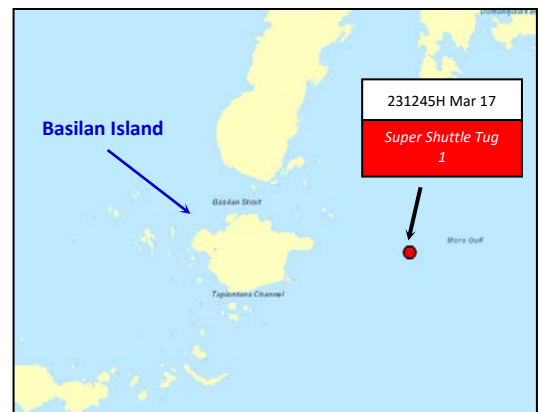 231245H Mar 17
Super Shuttle Tug
1
Basilan Island
Basilan Strait
Moro Gulf
Tapiantana Channel